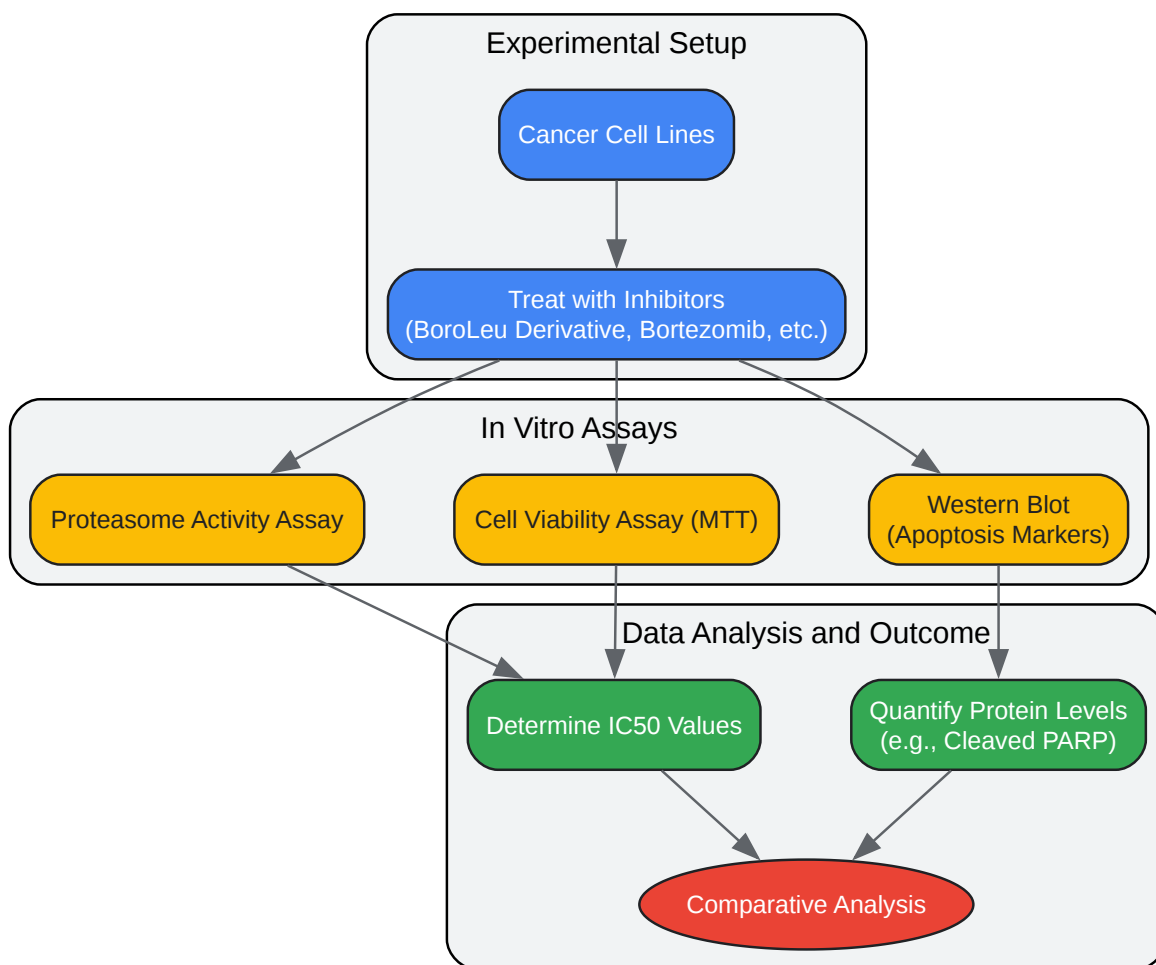 Experimental Setup
Cancer Cell Lines
Treat with Inhibitors
(BoroLeu Derivative, Bortezomib, etc.)
In Vitro Assays
Proteasome Activity Assay
Cell Viability Assay (MTT)
Western Blot
(Apoptosis Markers)
Data Analysis and Outcome
Determine IC50 Values
Quantify Protein Levels
(e.g., Cleaved PARP)
Comparative Analysis